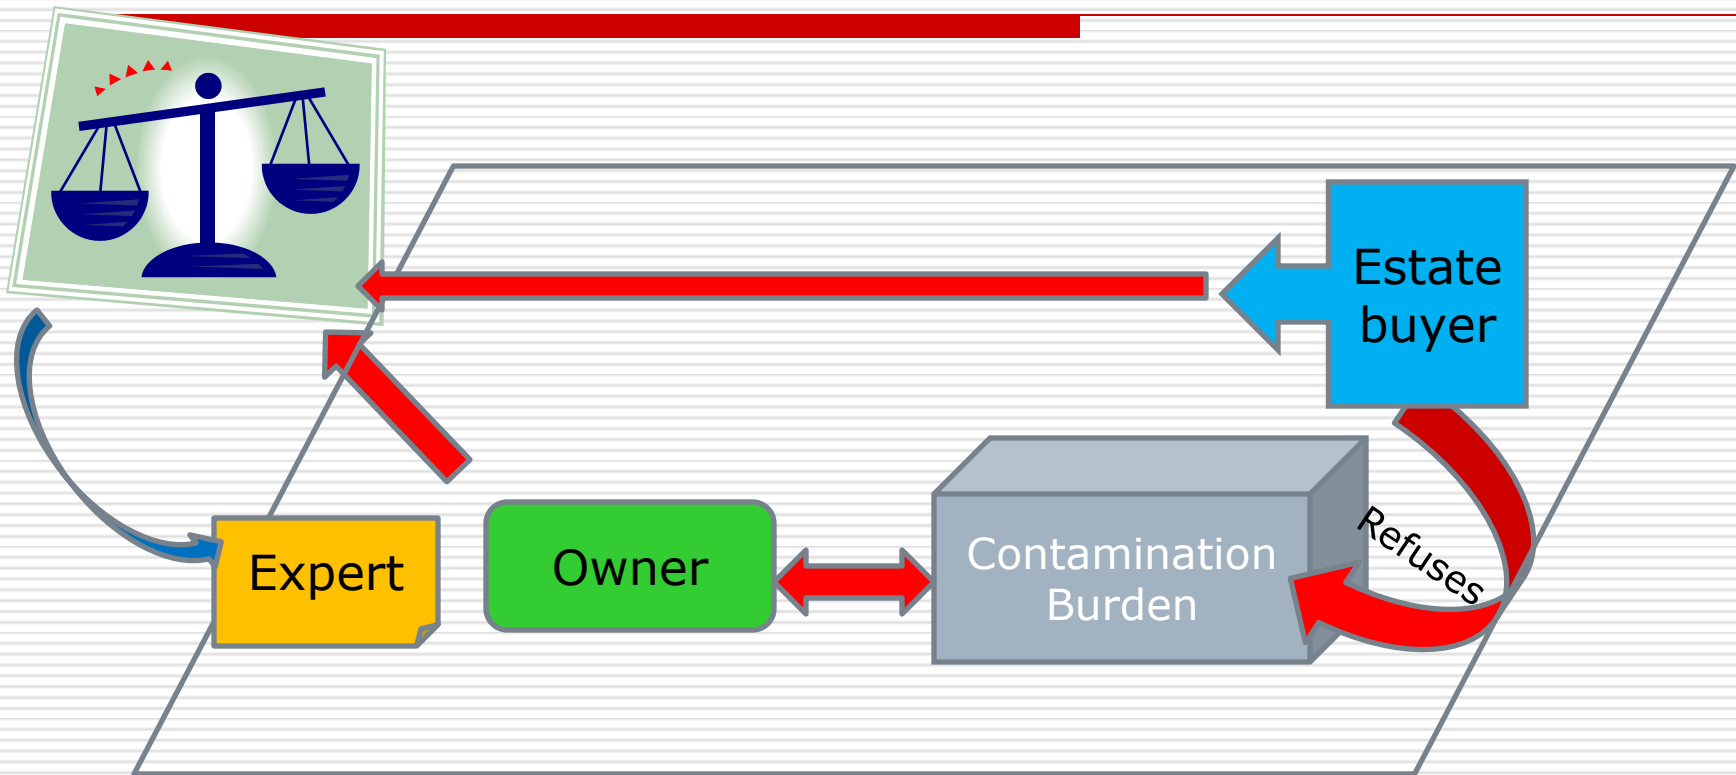 Estate
buyer
Refuses
Expert
Owner
Contamination
Burden